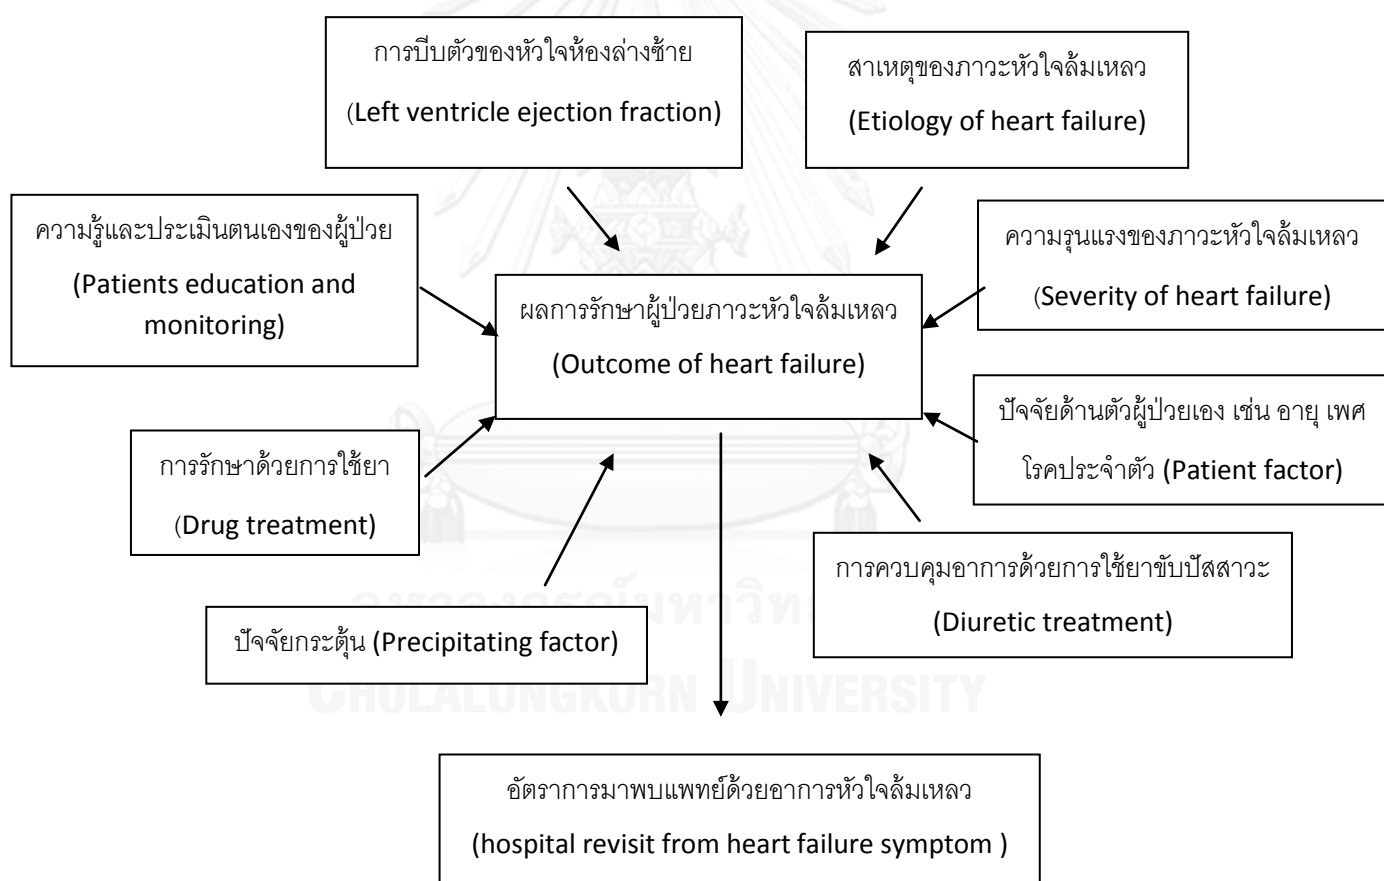 การบีบตัวของหัวใจห้องล่างซ้าย
(Left ventricle ejection fraction)
สาเหตุของภาวะหัวใจล้มเหลว
(Etiology of heart failure)
ความรู้และประเมินตนเองของผู้ป่วย
(Patients education and
monitoring)
ความรุนแรงของภาวะหัวใจล้มเหลว
(Severity of heart failure)
ผลการรักษาผู้ป่วยภาวะหัวใจล้มเหลว
(Outcome of heart failure)
ปัจจัยด้านตัวผู้ป่วยเอง เช่น อายุ เพศ
โรคประจำตัว (Patient factor)
การรักษาด้วยการใช้ยา
(Drug treatment)
การควบคุมอาการด้วยการใช้ยาขับปัสสาวะ
(Diuretic treatment)
ปัจจัยกระตุ้น (Precipitating factor)
CHULALONGKORN UNIVERSITY
อัตราการมาพบแพทย์ด้วยอาการหัวใจล้มเหลว
(hospital revisit from heart failure symptom )